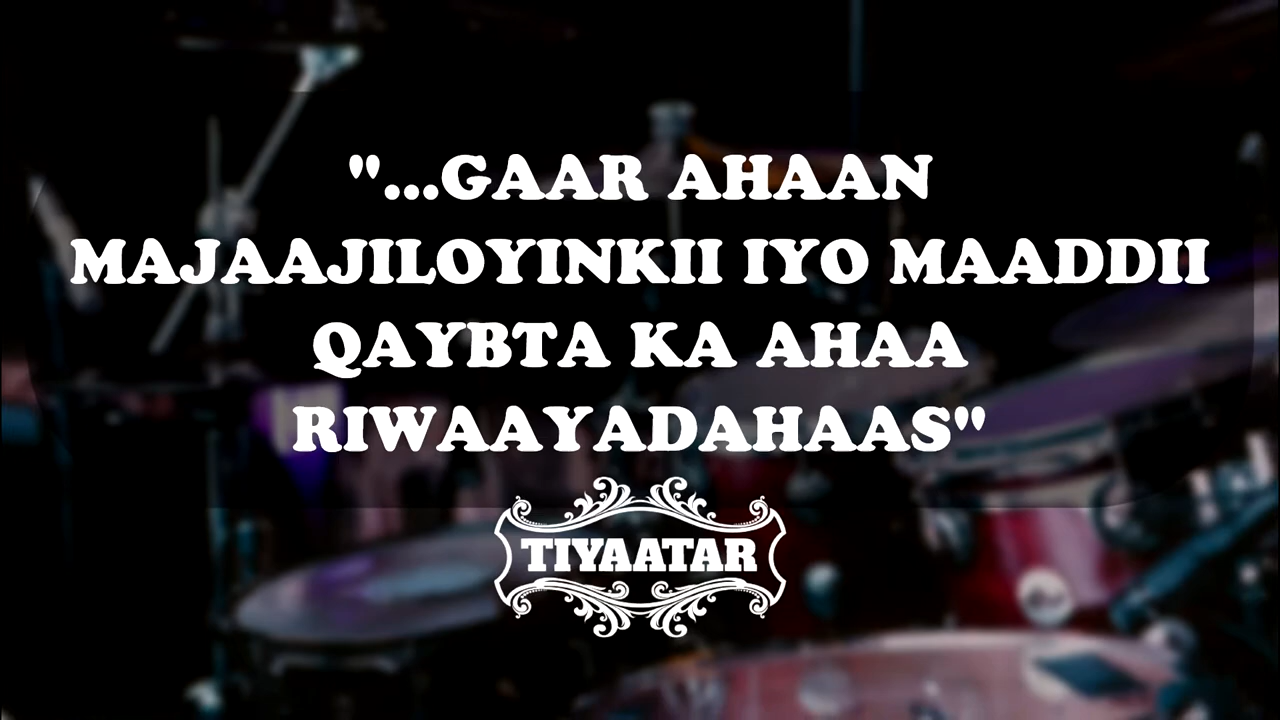 "...GAAR AHAAN
MAJAAJILOYINKII IYO MAADDII
QAYBTA KA AHAA
RIWAAYADAHAAS"
TIYAATAR